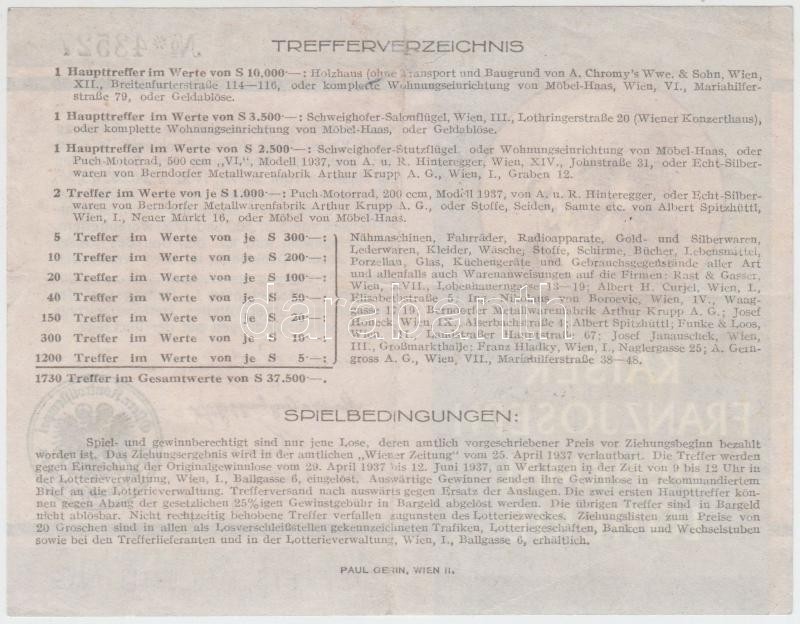 TREFFERVERZEICHNIS
1 Haupttreffer im Werte von S 10,000·—: Holzhaus (ohne Transport und Baugrund von A. Chromy's Wwe. & Sohn, Wien,
XII., Breitenfurterstraße 114—116, oder komplette Wohnungseinrichtung von Möbel-Haas, Wien, VI., Mariahilfer-
straße 79, oder Geldablöse.
1 Haupttreffer im Werte von S 3.500·—: Schweighofer-Salonflügel, Wien, III., Lothringerstraße 20 (Wiener Konzerthaus),
oder komplette Wohnungseinrichtung von Möbel-Haas, oder Geldablöse.
1 Haupttreffer im Werte von S 2.500·—: Schweighofer-Stutzflügel oder Wohnungseinrichtung von Möbel-Haas, oder
Puch-Motorrad, 500 ccm „VI‚„ Modell 1937, von A. u. R. Hinteregger, Wien, XIV., Johnstraße 31, oder Echt-Silber-
waren von Berndorfer Metallwarenfabrik Arthur Krupp A. G., Wien, I., Graben 12.
2 Treffer im Werte von je S 1.000·—: Puch-Motorrad, 200 ccm, Modell 1937, von A. u. R. Hinteregger, oder Echt-Silber-
waren von Berndorfer Metallwarenfabrik Arthur Krupp A. G., oder Stoffe, Seiden, Samte etc. von Albert Spitzhüttl,
Wien, I., Neuer Markt 16, oder Möbel von Möbel-Haas.
5 Treffer im Werte von je S 300·—: Nähmaschinen, Fahrräder, Radioapparate, Gold- und Silberwaren,
10 Treffer im Werte von je S 200·—: Lederwaren, Kleider, Wäsche, Stoffe, Schirme, Bücher, Lebensmittel,
Porzellan, Glas, Küchengeräte und Gebrauchsgegenstände aller Art
20 Treffer im Werte von je S 100·—: und allenfalls auch Warenanweisungen auf die Firmen: Rast & Gasser,
Wien, XVII., Lobenhauerngasse 13—19; Albert H. Curjel, Wien, I.,
40 Treffer im Werte von je S 50·—: Elisabethstraße 5; Ing. Nikolaus von Boroevic, Wien, IV., Waag-
gasse 17-19, Berndorfer Metallwarenfabrik Arthur Krupp A. G.; Josef
150 Treffer im Werte von je S 20·—: Honeck Wien, IX., Alserbachstraße 4; Albert Spitzhüttl; Funke & Loos,
300 Treffer im Werte von je S 10·—: Wien, III., Landstraßer Hauptstraße 67; Josef Janauschek, Wien,
III., Großmarkthalle; Franz Hladky, Wien, I., Naglergasse 25; A. Gern-
1200 Treffer im Werte von je S 5·—: gross A. G., Wien, VII., Mariahilferstraße 38—48.
1730 Treffer im Gesamtwerte von S 37.500·—.
SPIELBEDINGUNGEN:
Spiel- und gewinnberechtigt sind nur jene Lose, deren amtlich vorgeschriebener Preis vor Ziehungsbeginn bezahlt
worden ist. Das Ziehungsergebnis wird in der amtlichen „Wiener Zeitung" vom 25. April 1937 verlautbart. Die Treffer werden
gegen Einreichung der Originalgewinnlose vom 29. April 1937 bis 12. Juni 1937, an Werktagen in der Zeit von 9 bis 12 Uhr in
der Lotterieverwaltung, Wien, I., Ballgasse 6, eingelöst. Auswärtige Gewinner senden ihre Gewinnlose in rekommandiertem
Brief an die Lotterieverwaltung. Trefferversand nach auswärts gegen Ersatz der Auslagen. Die zwei ersten Haupttreffer kön-
nen gegen Abzug der gesetzlichen 25%igen Gewinstgebühr in Bargeld abgelöst werden. Die übrigen Treffer sind in Bargeld
nicht ablösbar. Nicht rechtzeitig behobene Treffer verfallen zugunsten des Lotteriezweckes. Ziehungslisten zum Preise von
20 Groschen sind in allen als Losverschleißstellen gekennzeichneten Trafiken, Lotteriegeschäften, Banken und Wechselstuben
sowie bei den Trefferlieferanten und in der Lotterieverwaltung, Wien, I., Ballgasse 6, erhältlich.
PAUL GERIN, WIEN II.
darabanth